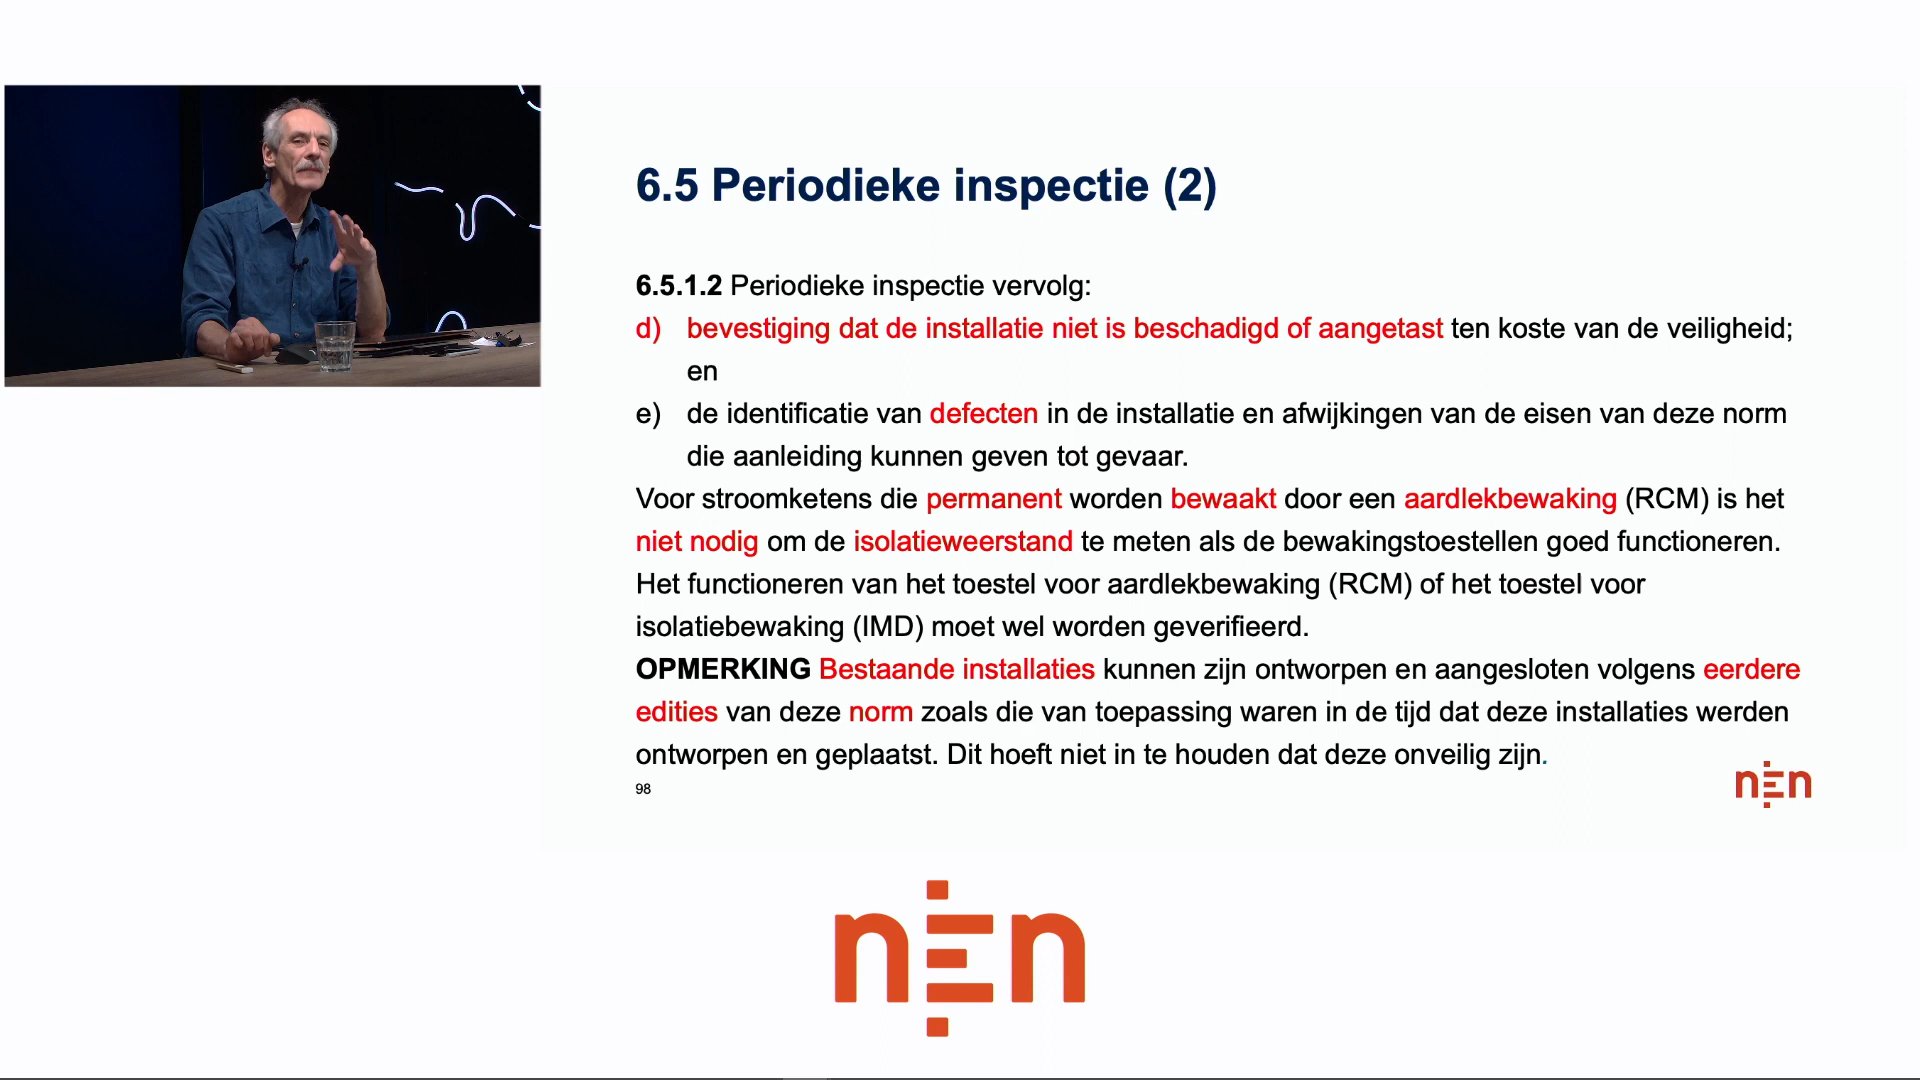 6.5 Periodieke inspectie (2)
6.5.1.2 Periodieke inspectie vervolg:
d) bevestiging dat de installatie niet is beschadigd of aangetast ten koste van de veiligheid;
en
e) de identificatie van defecten in de installatie en afwijkingen van de eisen van deze norm
die aanleiding kunnen geven tot gevaar.
Voor stroomketens die permanent worden bewaakt door een aardlekbewaking (RCM) is het
niet nodig om de isolatieweerstand te meten als de bewakingstoestellen goed functioneren.
Het functioneren van het toestel voor aardlekbewaking (RCM) of het toestel voor
isolatiebewaking (IMD) moet wel worden geverifieerd.
OPMERKING Bestaande installaties kunnen zijn ontworpen en aangesloten volgens eerdere
edities van deze norm zoals die van toepassing waren in de tijd dat deze installaties werden
ontworpen en geplaatst. Dit hoeft niet in te houden dat deze onveilig zijn.
98
nen
nen